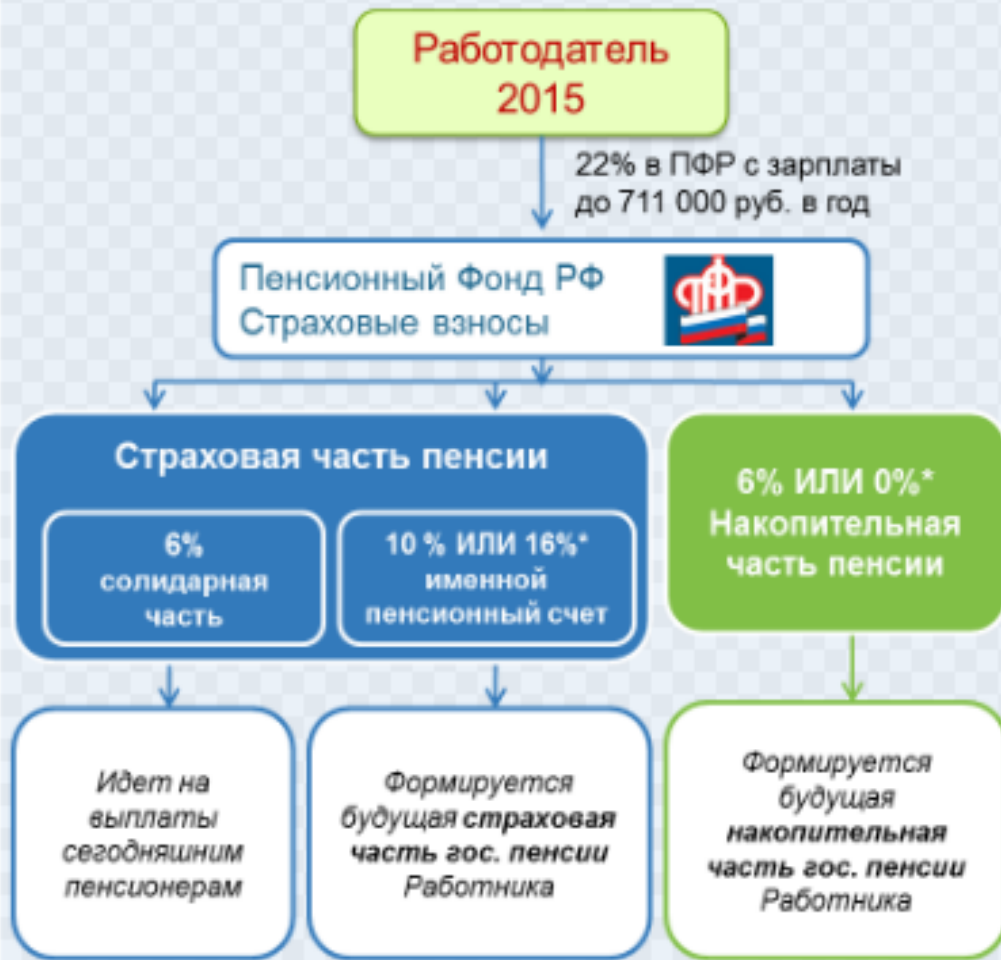 Работодатель
2015
22% в ПФР с зарплаты
до 711 000 руб. в год
Пенсионный Фонд РФ
Страховые взносы
Страховая часть пенсии
6%
солидарная
часть
10 % ИЛИ 16%*
именной
пенсионный счет
6% ИЛИ 0%*
Накопительная
часть пенсии
Идет на
выплаты
сегодняшним
пенсионерам
Формируется
будущая страховая
часть гос. пенсии
Работника
Формируется
будущая
накопительная
часть гос. пенсии
Работника